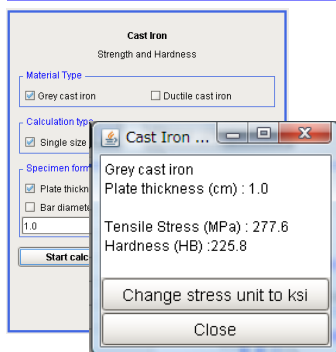 Cast Iron
Strength and Hardness
Material Type
Grey cast iron
Ductile cast iron
Calculation type
Single size
Specimen form
Plate thickn
Bar diamete
1.0
Start calc
Cast Iron ...
Grey cast iron
Plate thickness (cm) : 1.0
Tensile Stress (MPa) : 277.6
Hardness (HB) :225.8
Change stress unit to ksi
Close